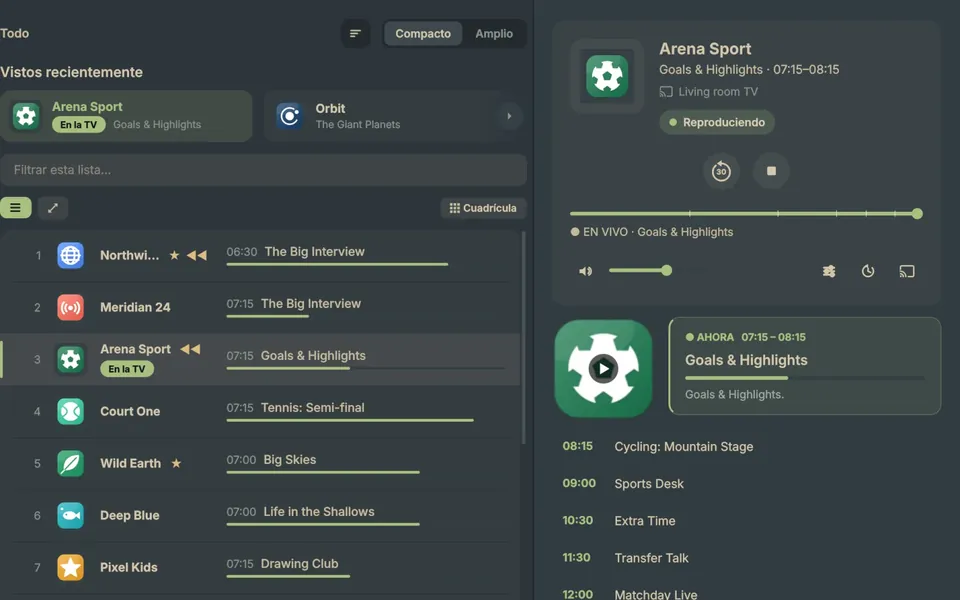 Todo
Compacto
Amplio
Vistos recientemente
Arena Sport
En la TV
Goals & Highlights
Orbit
The Giant Planets
Filtrar esta lista...
Cuadrícula
1
Northwi...
06:30 The Big Interview
2
Meridian 24
07:15 The Big Interview
3
Arena Sport
En la TV
07:15 Goals & Highlights
4
Court One
07:15 Tennis: Semi-final
5
Wild Earth
07:00 Big Skies
6
Deep Blue
07:00 Life in the Shallows
7
Pixel Kids
07:15 Drawing Club
Arena Sport
Goals & Highlights · 07:15–08:15
Living room TV
Reproduciendo
30
EN VIVO · Goals & Highlights
AHORA 07:15 – 08:15
Goals & Highlights
Goals & Highlights.
08:15 Cycling: Mountain Stage
09:00 Sports Desk
10:30 Extra Time
11:30 Transfer Talk
12:00 Matchday Live